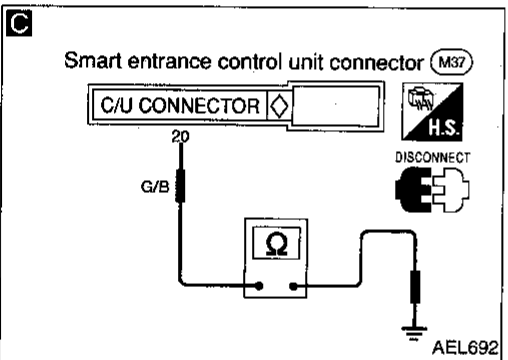 C
Smart entrance control unit connector M37
C/U CONNECTOR
H.S.
20
DISCONNECT
G/B
Ω
AEL692